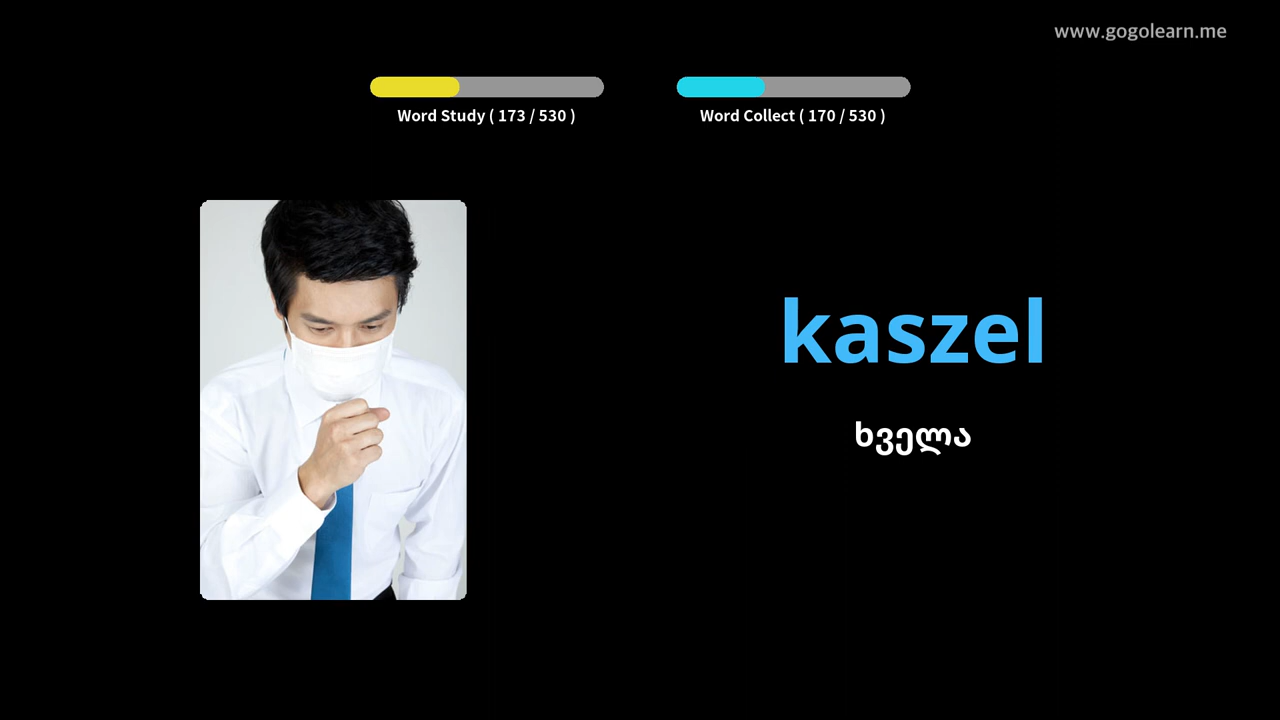 www.gogolearn.me
Word Study ( 173 / 530 )
Word Collect ( 170 / 530 )
kaszel
ხველა